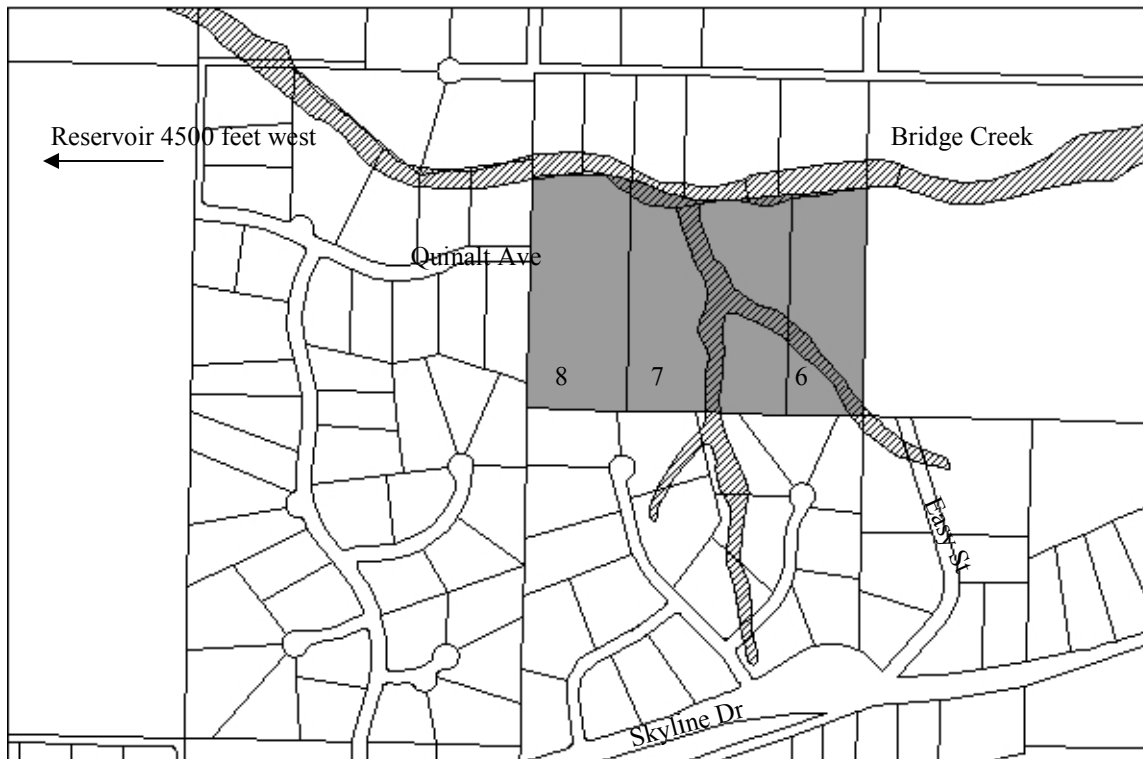 Reservoir 4500 feet west
Bridge Creek
Quinalt Ave
8
7
6
Easy St
Skyline Dr